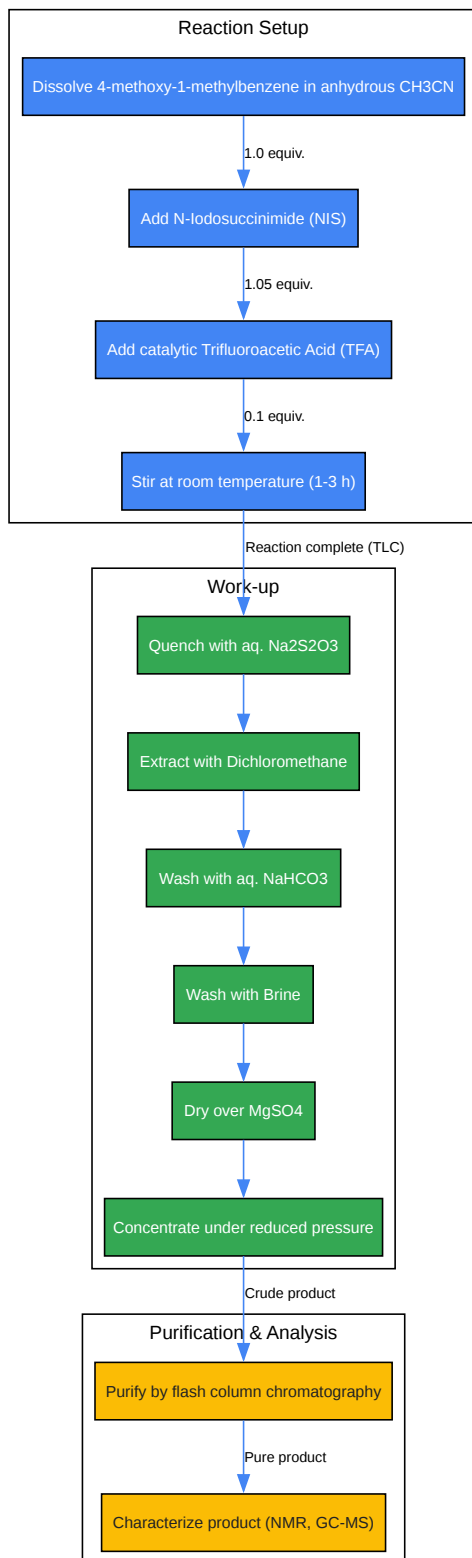 Reaction Setup
Dissolve 4-methoxy-1-methylbenzene in anhydrous CH3CN
1.0 equiv.
Add N-Iodosuccinimide (NIS)
1.05 equiv.
Add catalytic Trifluoroacetic Acid (TFA)
0.1 equiv.
Stir at room temperature (1-3 h)
Reaction complete (TLC)
Work-up
Quench with aq. Na2S2O3
Extract with Dichloromethane
Wash with aq. NaHCO3
Wash with Brine
Dry over MgSO4
Concentrate under reduced pressure
Crude product
Purification & Analysis
Purify by flash column chromatography
Pure product
Characterize product (NMR, GC-MS)